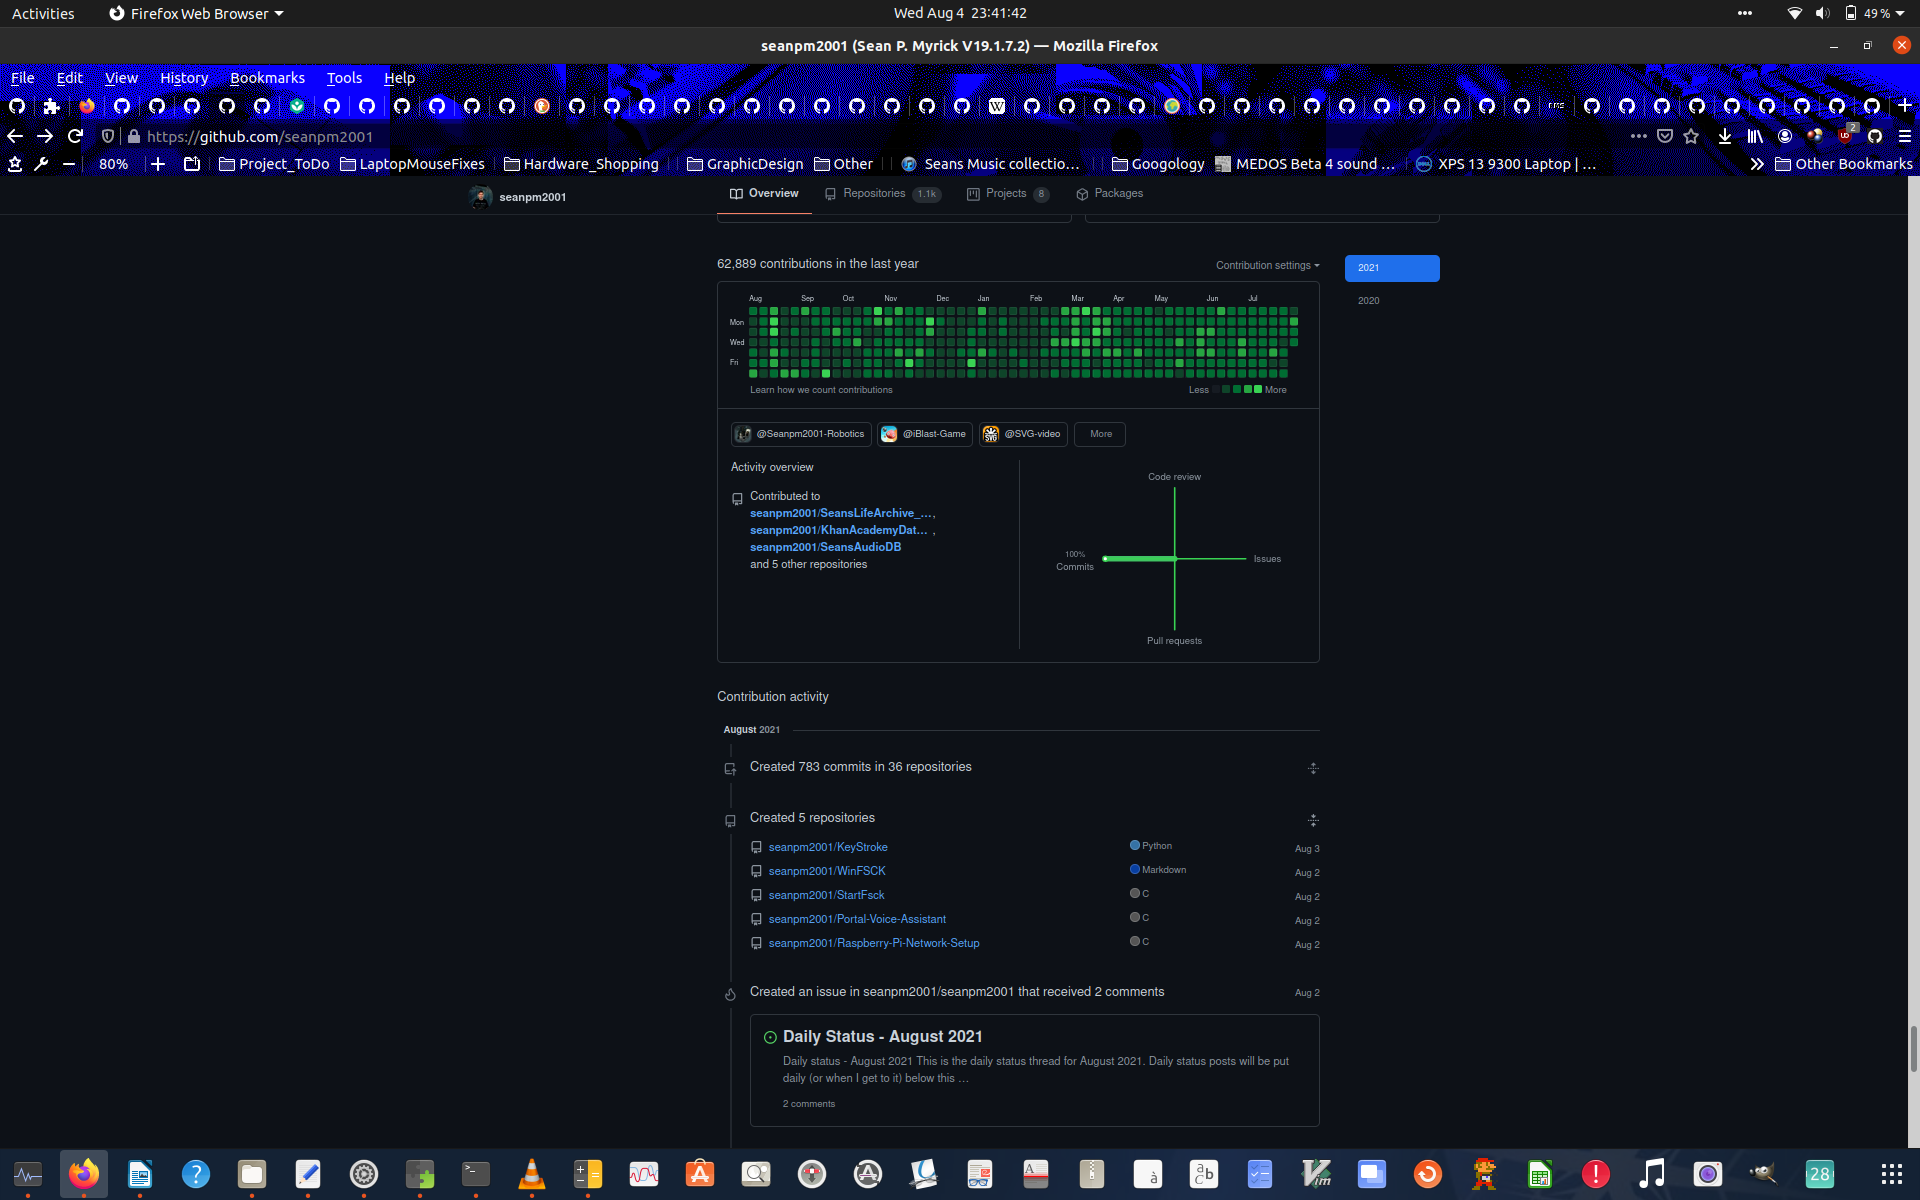 Activities
Firefox Web Browser
Wed Aug 4 23:41:42
49 %
seanpm2001 (Sean P. Myrick V19.1.7.2) — Mozilla Firefox
File Edit View History Bookmarks Tools Help
https://github.com/seanpm2001
2
80%
Project_ToDo
LaptopMouseFixes
Hardware_Shopping
GraphicDesign
Other
Seans Music collectio…
Googology
MEDOS Beta 4 sound …
XPS 13 9300 Laptop | …
Other Bookmarks
seanpm2001
Overview
Repositories 1.1k
Projects 8
Packages
62,889 contributions in the last year
Contribution settings
2021
2020
Aug Sep Oct Nov Dec Jan Feb Mar Apr May Jun Jul
Mon
Wed
Fri
Learn how we count contributions
Less More
@Seanpm2001-Robotics
@iBlast-Game
@SVG-video
More
Activity overview
Contributed to
seanpm2001/SeansLifeArchive_… ,
seanpm2001/KhanAcademyDat… ,
seanpm2001/SeansAudioDB
and 5 other repositories
Code review
100%
Commits
Issues
Pull requests
Contribution activity
August 2021
Created 783 commits in 36 repositories
Created 5 repositories
seanpm2001/KeyStroke Python Aug 3
seanpm2001/WinFSCK Markdown Aug 2
seanpm2001/StartFsck C Aug 2
seanpm2001/Portal-Voice-Assistant C Aug 2
seanpm2001/Raspberry-Pi-Network-Setup C Aug 2
Created an issue in seanpm2001/seanpm2001 that received 2 comments Aug 2
Daily Status - August 2021
Daily status - August 2021 This is the daily status thread for August 2021. Daily status posts will be put
daily (or when I get to it) below this …
2 comments
28